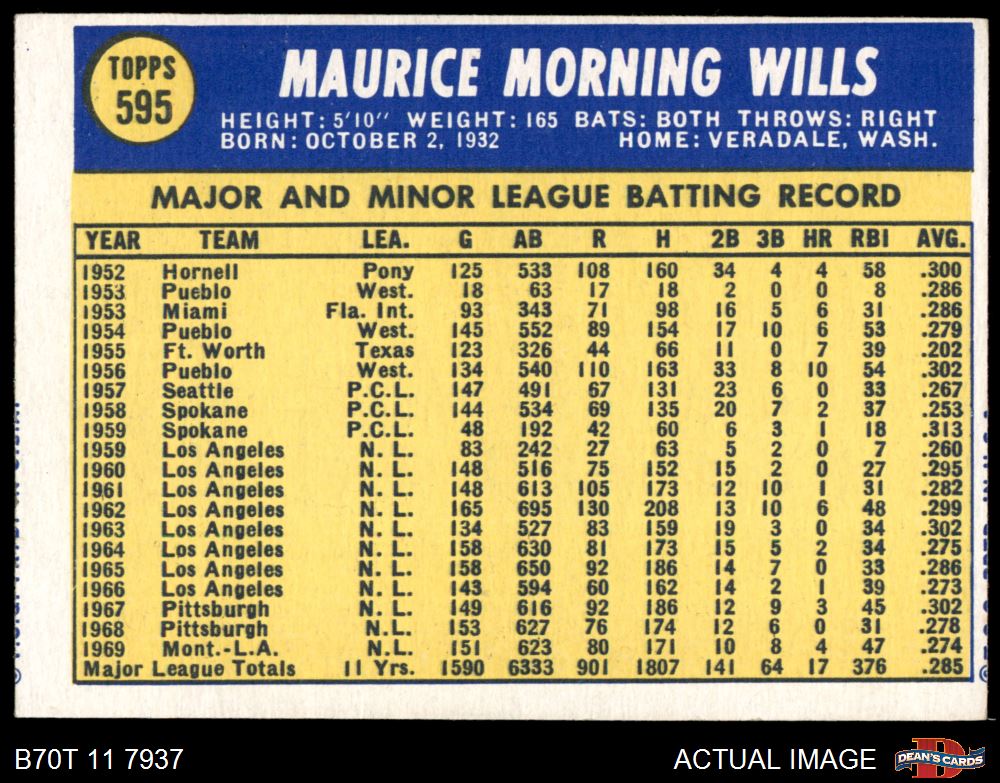 TOPPS
595
MAURICE MORNING WILLS
HEIGHT: 5'10" WEIGHT: 165 BATS: BOTH THROWS: RIGHT
BORN: OCTOBER 2, 1932 HOME: VERADALE, WASH.
MAJOR AND MINOR LEAGUE BATTING RECORD
YEAR TEAM LEA. G AB R H 2B 3B HR RBI AVG.
1952 Hornell Pony 125 533 108 160 34 4 4 58 .300
1953 Pueblo West. 18 63 17 18 2 0 0 8 .286
1953 Miami Fla. Int. 93 343 71 98 16 5 6 31 .286
1954 Pueblo West. 145 552 89 154 17 10 6 53 .279
1955 Ft. Worth Texas 123 326 44 66 11 0 7 39 .202
1956 Pueblo West. 134 540 110 163 33 8 10 54 .302
1957 Seattle P.C.L. 147 491 67 131 23 6 0 33 .267
1958 Spokane P.C.L. 144 534 69 135 20 7 2 37 .253
1959 Spokane P.C.L. 48 192 42 60 6 3 1 18 .313
1959 Los Angeles N. L. 83 242 27 63 5 2 0 7 .260
1960 Los Angeles N. L. 148 516 75 152 15 2 0 27 .295
1961 Los Angeles N. L. 148 613 105 173 12 10 1 31 .282
1962 Los Angeles N. L. 165 695 130 208 13 10 6 48 .299
1963 Los Angeles N. L. 134 527 83 159 19 3 0 34 .302
1964 Los Angeles N. L. 158 630 81 173 15 5 2 34 .275
1965 Los Angeles N. L. 158 650 92 186 14 7 0 33 .286
1966 Los Angeles N. L. 143 594 60 162 14 2 1 39 .273
1967 Pittsburgh N. L. 149 616 92 186 12 9 3 45 .302
1968 Pittsburgh N.L. 153 627 76 174 12 6 0 31 .278
1969 Mont.-L.A. N.L. 151 623 80 171 10 8 4 47 .274
Major League Totals 11 Yrs. 1590 6333 901 1807 141 64 17 376 .285
B70T 11 7937 ACTUAL IMAGE
DEAN'S CARDS